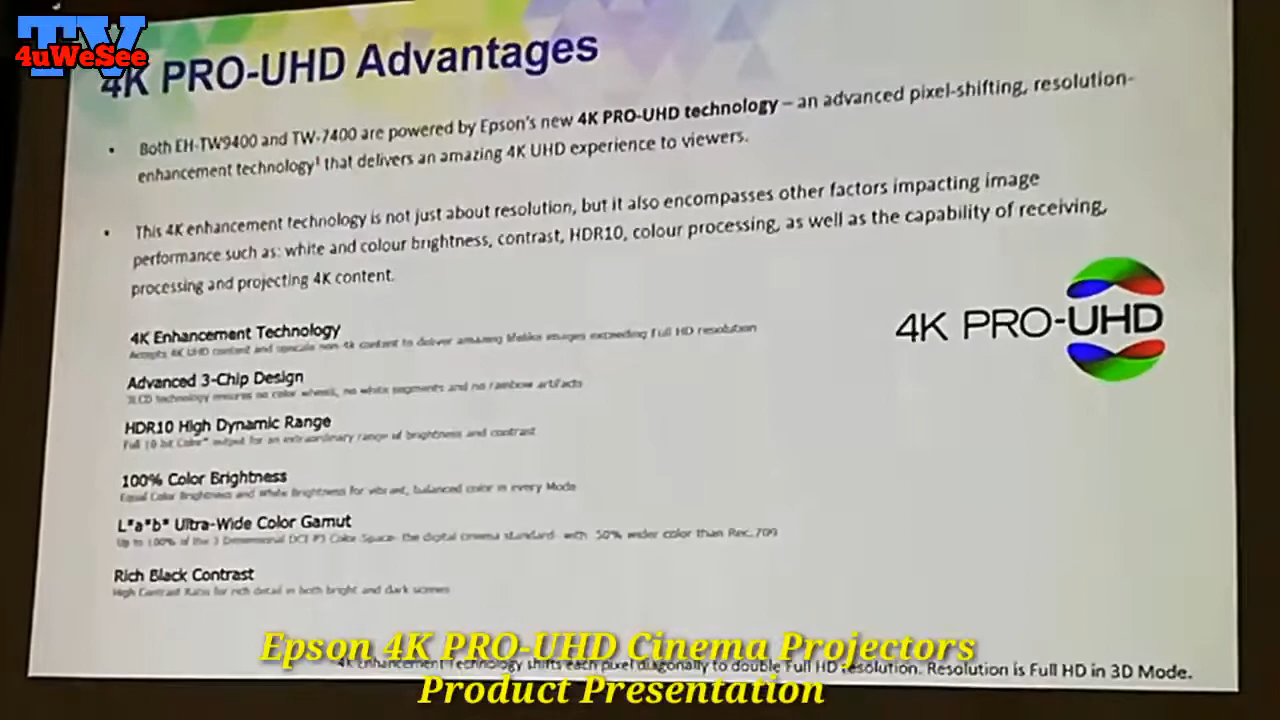 TV
4uWeSee
4K PRO-UHD Advantages
• Both EH-TW9400 and TW-7400 are powered by Epson's new 4K PRO-UHD technology – an advanced pixel-shifting, resolution-
enhancement technology¹ that delivers an amazing 4K UHD experience to viewers.
• This 4K enhancement technology is not just about resolution, but it also encompasses other factors impacting image
performance such as: white and colour brightness, contrast, HDR10, colour processing, as well as the capability of receiving,
processing and projecting 4K content.
4K PRO-UHD
4K Enhancement Technology
Accepts 4K UHD content and upscale non-4k content to deliver amazing lifelike images exceeding Full HD resolution
Advanced 3-Chip Design
3LCD technology ensures no color wheels, no white segments and no rainbow artifacts
HDR10 High Dynamic Range
Full 10-bit Color output for an extraordinary range of brightness and contrast
100% Color Brightness
Equal Color Brightness and White Brightness for vibrant, balanced color in every Mode
L*a*b* Ultra-Wide Color Gamut
Up to 100% of the 3 Dimensional DCI-P3 Color Space- the digital cinema standard- with 50% wider color than Rec.709
Rich Black Contrast
High Contrast Ratio for rich detail in both bright and dark scenes
4K Enhancement Technology shifts each pixel diagonally to double Full HD resolution. Resolution is Full HD in 3D Mode.
Epson 4K PRO-UHD Cinema Projectors
Product Presentation